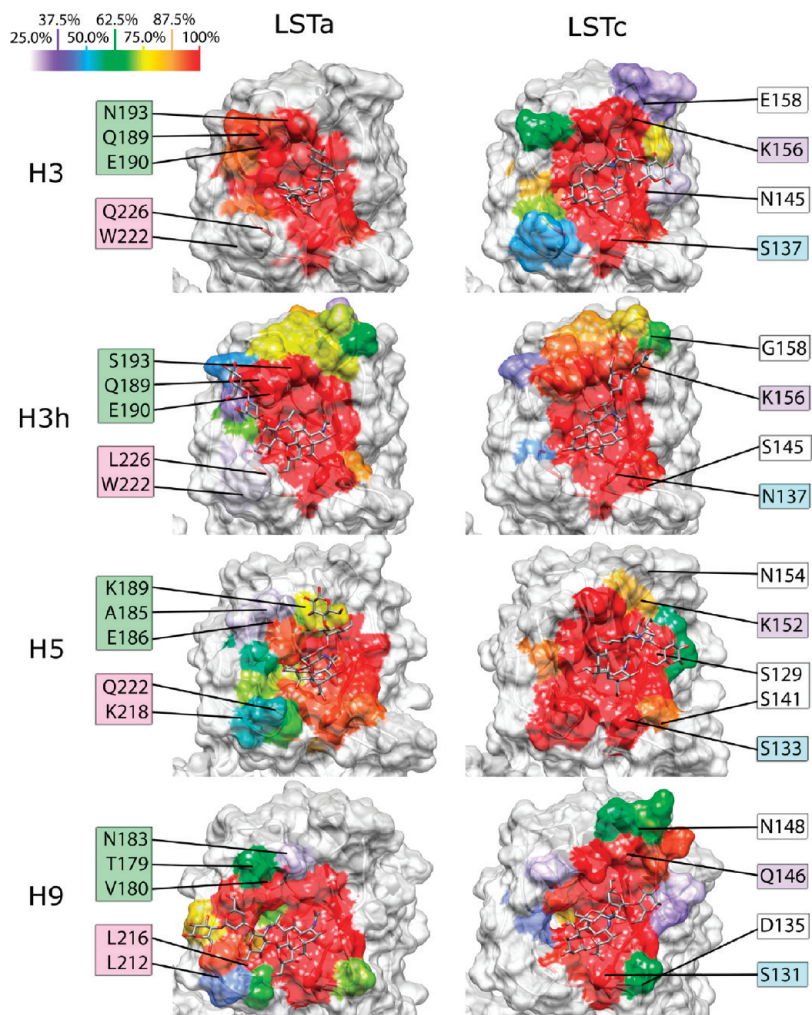 LSTa
LSTc
37.5% 62.5% 87.5%
25.0% 50.0% 75.0% 100%
H3
N193
Q189
E190
Q226
W222
E158
K156
N145
S137
H3h
S193
Q189
E190
L226
W222
G158
K156
S145
N137
H5
K189
A185
E186
Q222
K218
N154
K152
S129
S141
S133
H9
N183
T179
V180
L216
L212
N148
Q146
D135
S131